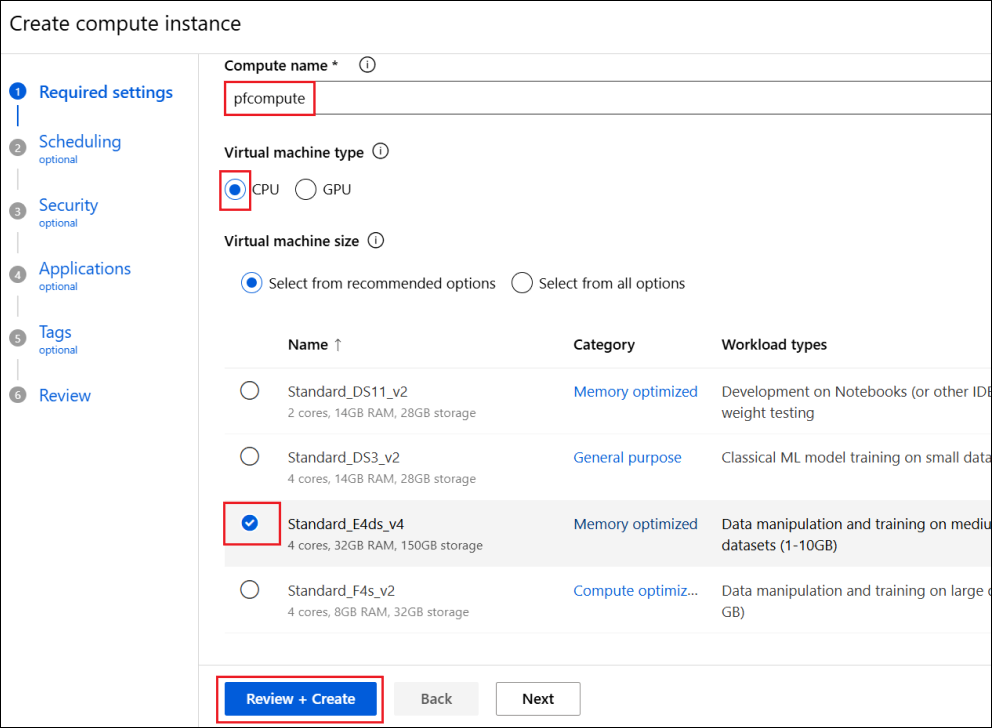 Create compute instance
1 Required settings
2 Scheduling
optional
3 Security
optional
4 Applications
optional
5 Tags
optional
6 Review
Compute name *
pfcompute
Virtual machine type
CPU GPU
Virtual machine size
Select from recommended options Select from all options
Name ↑ Category Workload types
Standard_DS11_v2 Memory optimized Development on Notebooks (or other IDE
2 cores, 14GB RAM, 28GB storage weight testing
Standard_DS3_v2 General purpose Classical ML model training on small data
4 cores, 14GB RAM, 28GB storage
Standard_E4ds_v4 Memory optimized Data manipulation and training on mediu
4 cores, 32GB RAM, 150GB storage datasets (1-10GB)
Standard_F4s_v2 Compute optimiz... Data manipulation and training on large
4 cores, 8GB RAM, 32GB storage GB)
Review + Create Back Next